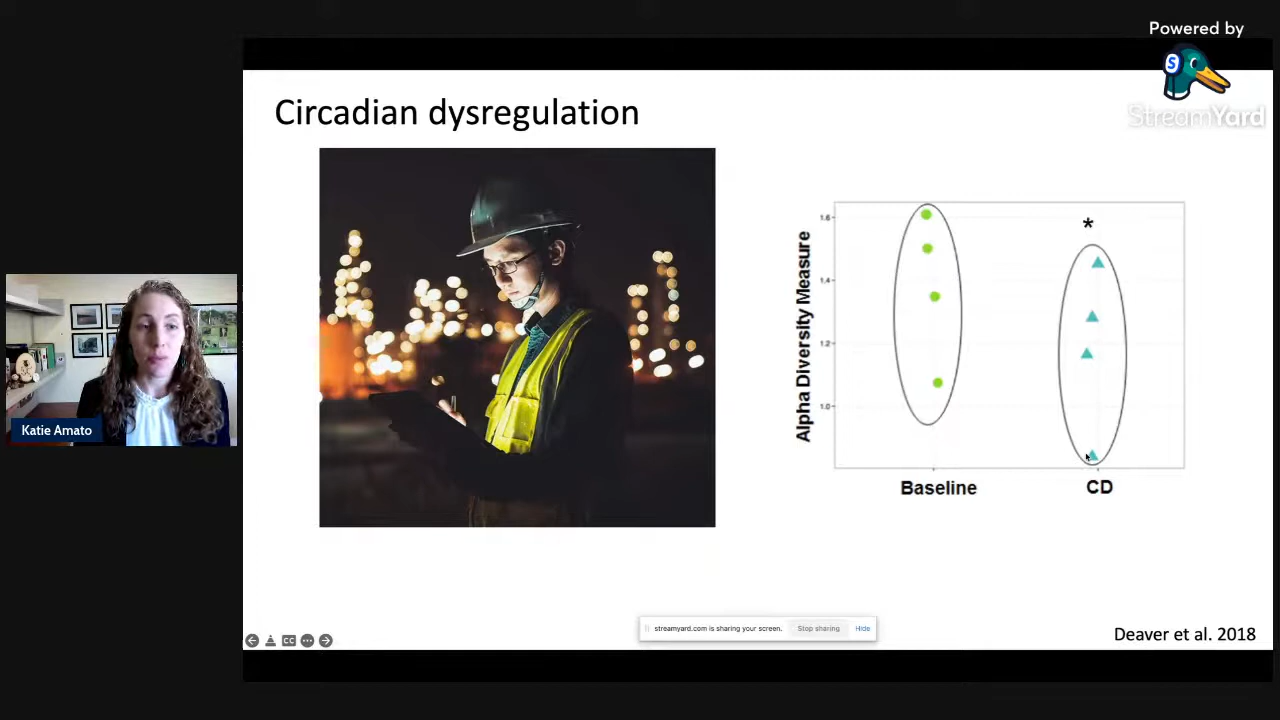 Powered by
StreamYard
Circadian dysregulation
*
Alpha Diversity Measure
1.6
1.4
1.2
1.0
Baseline
CD
Katie Amato
streamyard.com is sharing your screen.
Stop sharing
Hide
CC
Deaver et al. 2018